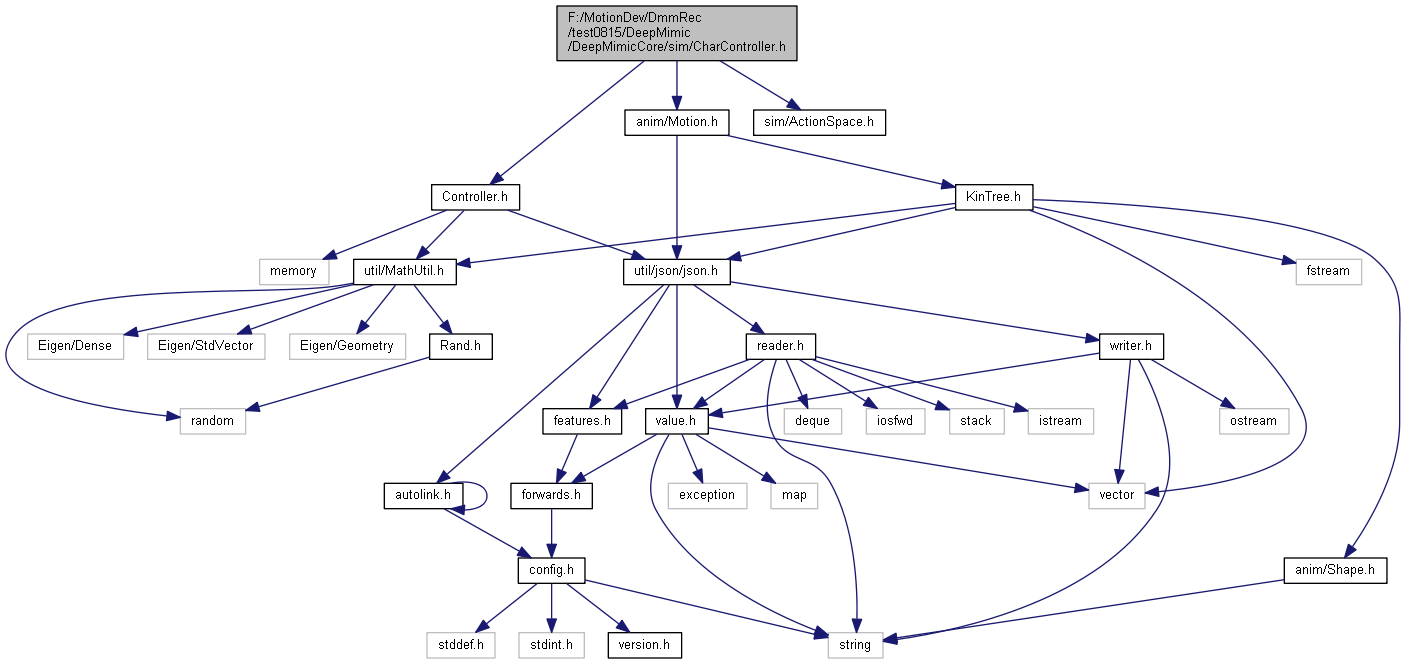 F:/MotionDev/DmmRec
/test0815/DeepMimic
/DeepMimicCore/sim/CharController.h
anim/Motion.h
sim/ActionSpace.h
Controller.h
KinTree.h
memory
util/MathUtil.h
util/json/json.h
fstream
Eigen/Dense
Eigen/StdVector
Eigen/Geometry
Rand.h
reader.h
writer.h
random
features.h
value.h
deque
iosfwd
stack
istream
ostream
autolink.h
forwards.h
exception
map
vector
config.h
anim/Shape.h
stddef.h
stdint.h
version.h
string